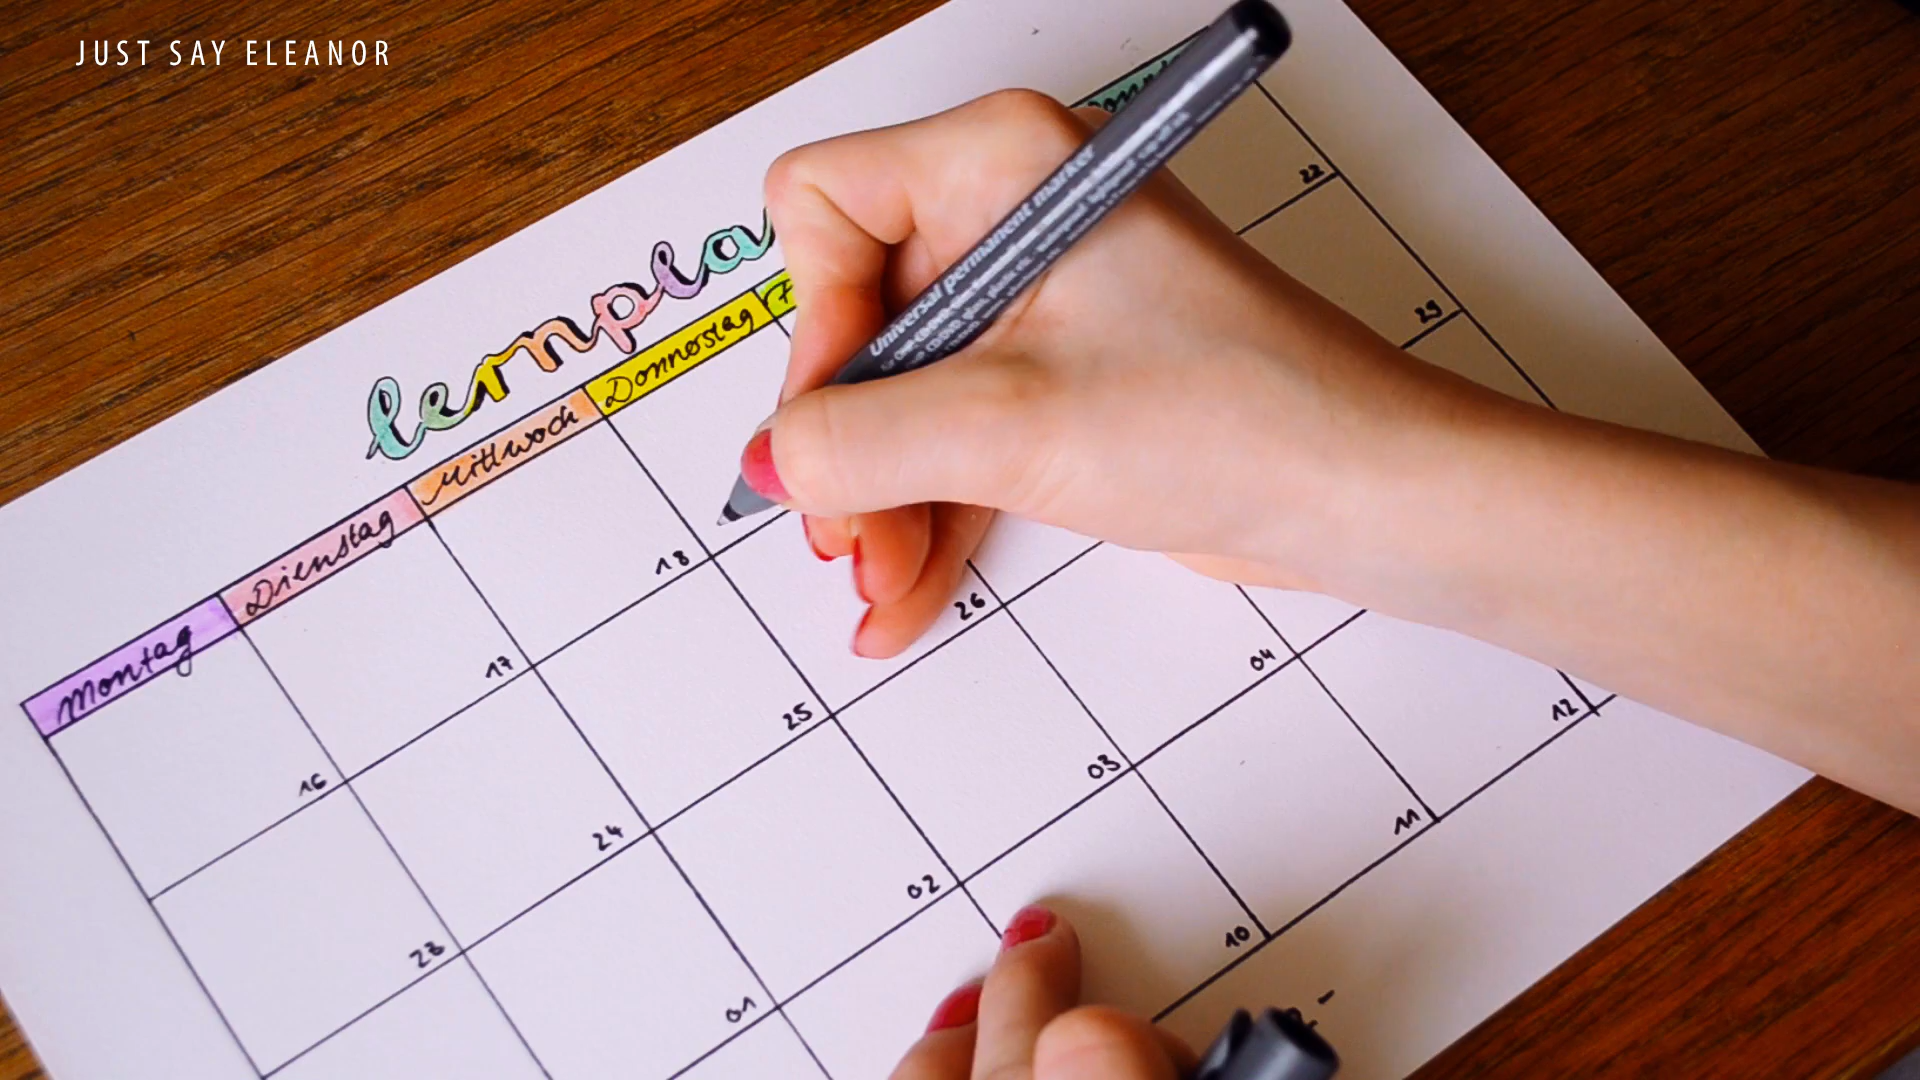 JUST SAY ELEANOR
lernpla
Montag Dienstag Mittwoch Donnerstag F
16 17 18 22
23 24 25 26 29
01 02 03 04
10 11 12
Universal permanent marker